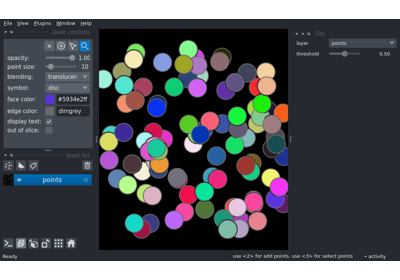 File View Plugins Window Help
layer controls
opacity: 1.00
point size: 10
blending: translucen
symbol: disc
face color: #5934e2ff
edge color: dimgrey
display text:
out of slice:
layer list
points
layer points
threshold 0.50
Ready
use <2> for add points, use <3> for select points
activity